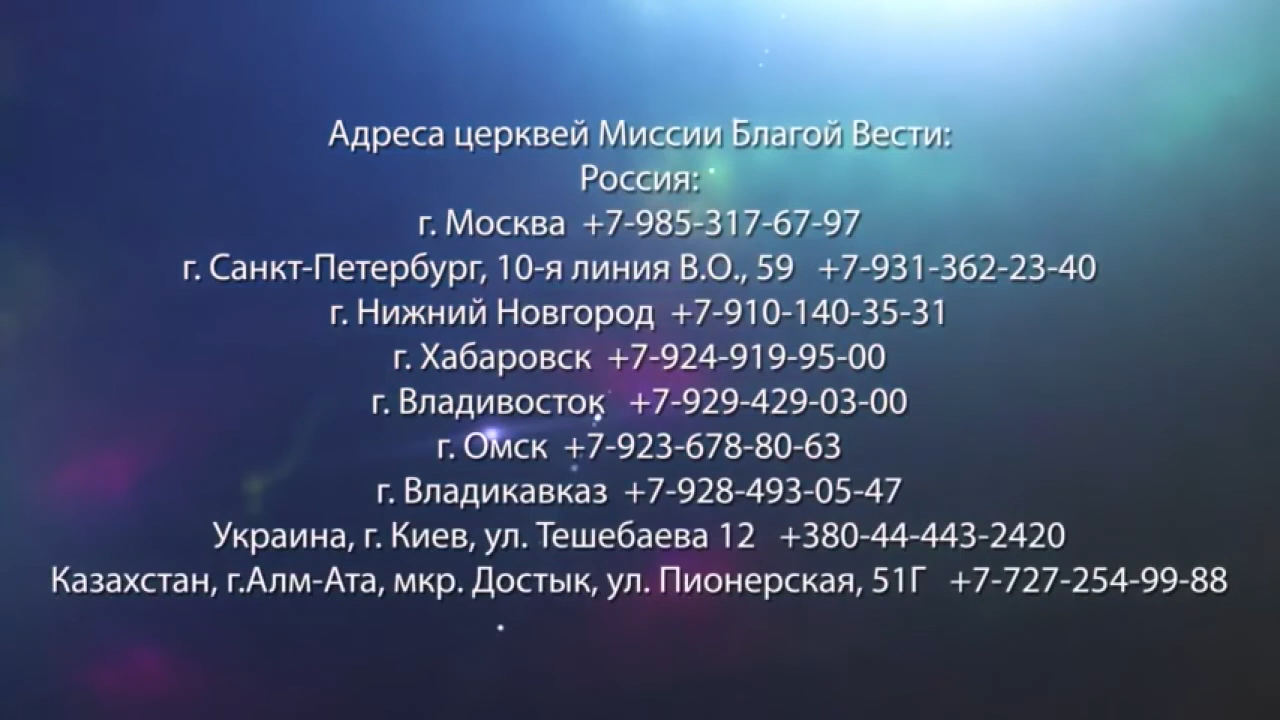 Адреса церквей Миссии Благой Вести:
Россия:
г. Москва +7-985-317-67-97
г. Санкт-Петербург, 10-я линия В.О., 59 +7-931-362-23-40
г. Нижний Новгород +7-910-140-35-31
г. Хабаровск +7-924-919-95-00
г. Владивосток +7-929-429-03-00
г. Омск +7-923-678-80-63
г. Владикавказ +7-928-493-05-47
Украина, г. Киев, ул. Тешебаева 12 +380-44-443-2420
Казахстан, г.Алм-Ата, мкр. Достык, ул. Пионерская, 51Г +7-727-254-99-88